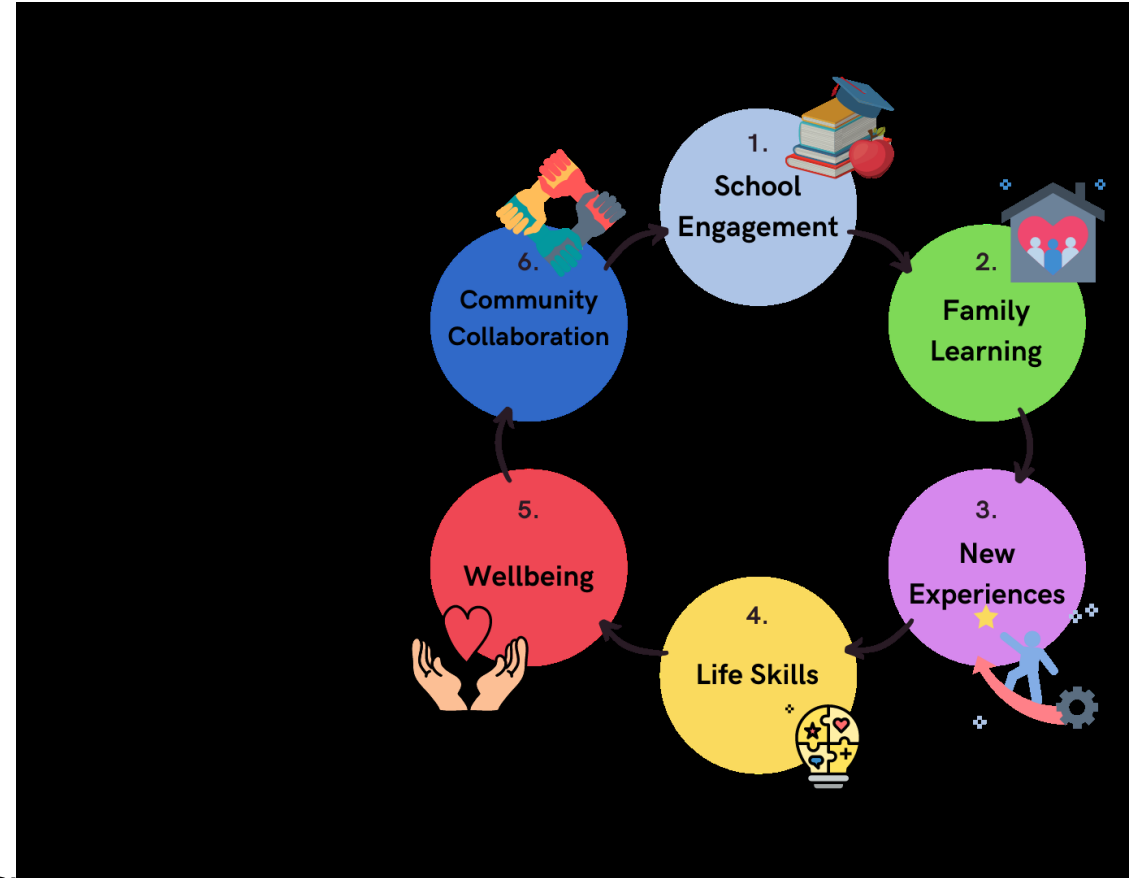 1.
School
Engagement
2.
Family
Learning
3.
New
Experiences
4.
Life Skills
5.
Wellbeing
6.
Community
Collaboration